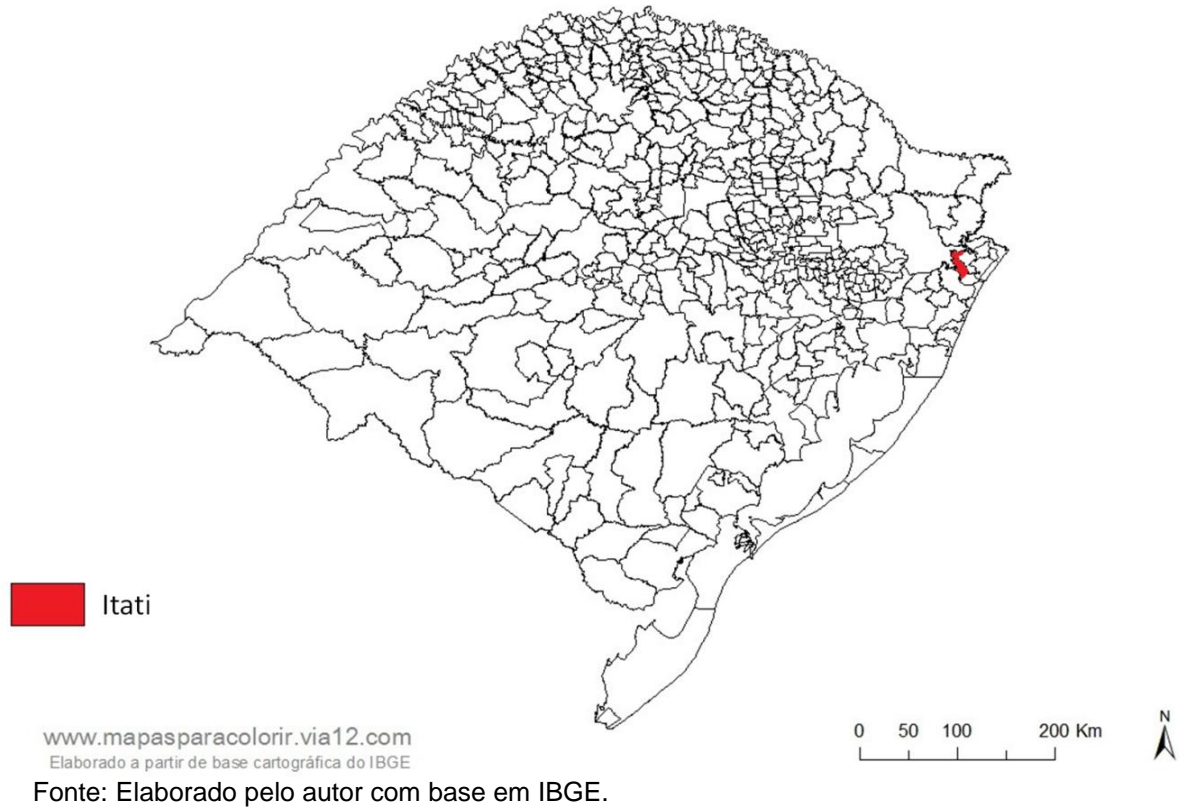 Itati
www.mapasparacolorir.via12.com
Elaborado a partir de base cartográfica do IBGE
0 50 100 200 Km
N
Fonte: Elaborado pelo autor com base em IBGE.